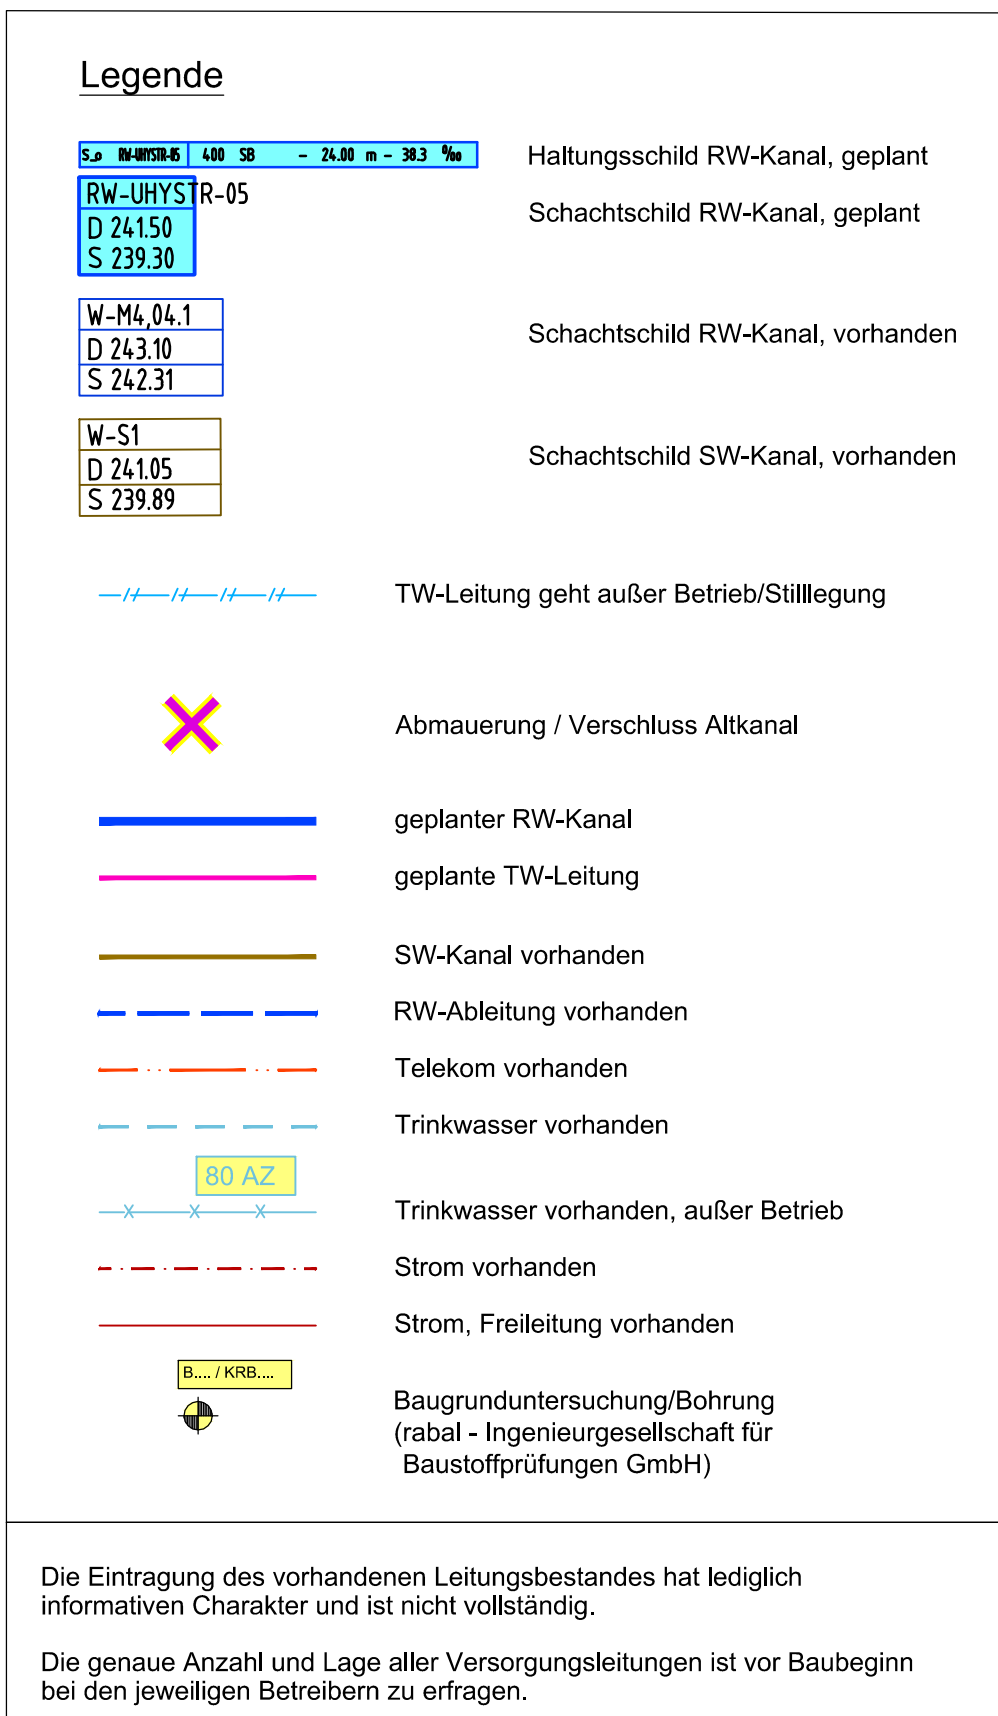 Legende
S_o RW-UHYSTR-05 400 SB - 24.00 m - 38.3 ‰ Haltungsschild RW-Kanal, geplant
RW-UHYSTR-05
D 241.50
S 239.30
Schachtschild RW-Kanal, geplant
W-M4,04.1
D 243.10
S 242.31
Schachtschild RW-Kanal, vorhanden
W-S1
D 241.05
S 239.89
Schachtschild SW-Kanal, vorhanden
TW-Leitung geht außer Betrieb/Stilllegung
Abmauerung / Verschluss Altkanal
geplanter RW-Kanal
geplante TW-Leitung
SW-Kanal vorhanden
RW-Ableitung vorhanden
Telekom vorhanden
Trinkwasser vorhanden
80 AZ
Trinkwasser vorhanden, außer Betrieb
Strom vorhanden
Strom, Freileitung vorhanden
B.... / KRB....
Baugrunduntersuchung/Bohrung
(rabal - Ingenieurgesellschaft für
Baustoffprüfungen GmbH)
Die Eintragung des vorhandenen Leitungsbestandes hat lediglich
informativen Charakter und ist nicht vollständig.
Die genaue Anzahl und Lage aller Versorgungsleitungen ist vor Baubeginn
bei den jeweiligen Betreibern zu erfragen.